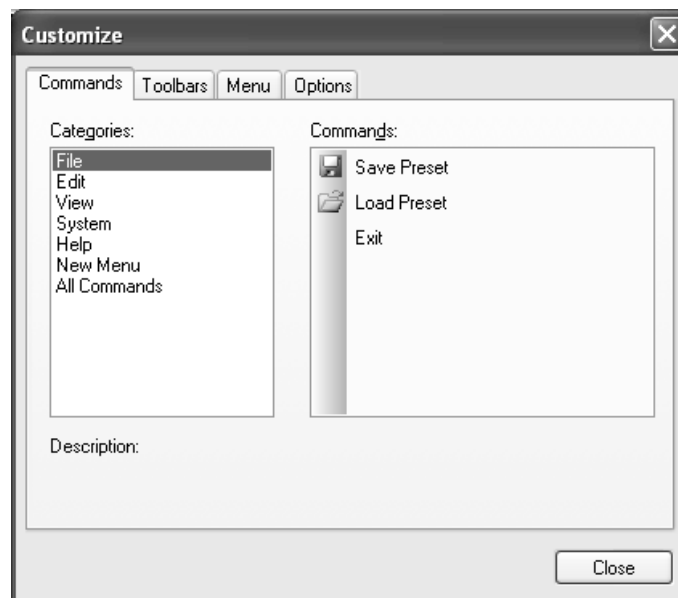 Customize
Commands Toolbars Menu Options
Categories: Commands:
File
Edit
View
System
Help
New Menu
All Commands
Save Preset
Load Preset
Exit
Description:
Close